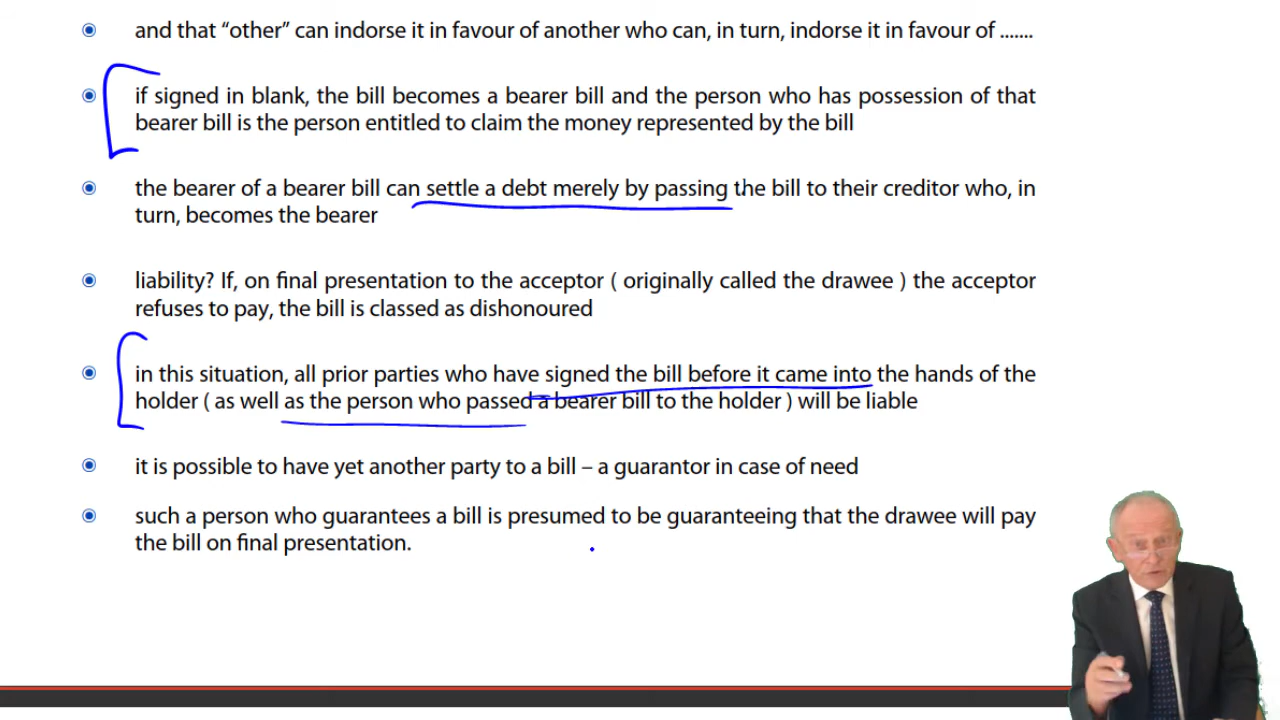 and that “other” can indorse it in favour of another who can, in turn, indorse it in favour of .......
if signed in blank, the bill becomes a bearer bill and the person who has possession of that
bearer bill is the person entitled to claim the money represented by the bill
the bearer of a bearer bill can settle a debt merely by passing the bill to their creditor who, in
turn, becomes the bearer
liability? If, on final presentation to the acceptor ( originally called the drawee ) the acceptor
refuses to pay, the bill is classed as dishonoured
in this situation, all prior parties who have signed the bill before it came into the hands of the
holder ( as well as the person who passed a bearer bill to the holder ) will be liable
it is possible to have yet another party to a bill – a guarantor in case of need
such a person who guarantees a bill is presumed to be guaranteeing that the drawee will pay
the bill on final presentation.